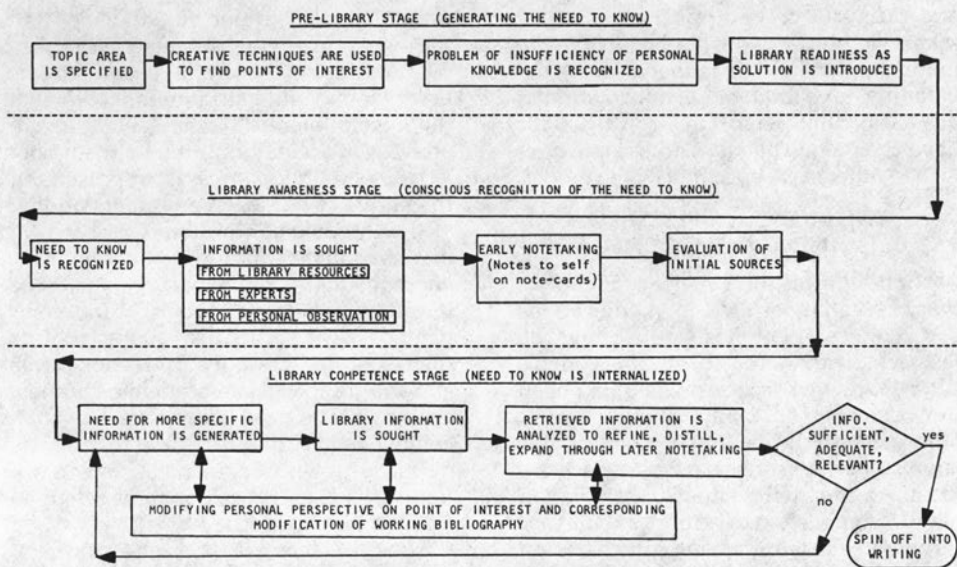 PRE-LIBRARY STAGE (GENERATING THE NEED TO KNOW)
TOPIC AREA
IS SPECIFIED
CREATIVE TECHNIQUES ARE USED
TO FIND POINTS OF INTEREST
PROBLEM OF INSUFFICIENCY OF PERSONAL
KNOWLEDGE IS RECOGNIZED
LIBRARY READINESS AS
SOLUTION IS INTRODUCED
LIBRARY AWARENESS STAGE (CONSCIOUS RECOGNITION OF THE NEED TO KNOW)
NEED TO KNOW
IS RECOGNIZED
INFORMATION IS SOUGHT
FROM LIBRARY RESOURCES
FROM EXPERTS
FROM PERSONAL OBSERVATION
EARLY NOTETAKING
(Notes to self
on note-cards)
EVALUATION OF
INITIAL SOURCES
LIBRARY COMPETENCE STAGE (NEED TO KNOW IS INTERNALIZED)
NEED FOR MORE SPECIFIC
INFORMATION IS GENERATED
LIBRARY INFORMATION
IS SOUGHT
RETRIEVED INFORMATION IS
ANALYZED TO REFINE, DISTILL,
EXPAND THROUGH LATER NOTETAKING
INFO.
SUFFICIENT,
ADEQUATE,
RELEVANT?
yes
no
MODIFYING PERSONAL PERSPECTIVE ON POINT OF INTEREST AND CORRESPONDING
MODIFICATION OF WORKING BIBLIOGRAPHY
SPIN OFF INTO
WRITING